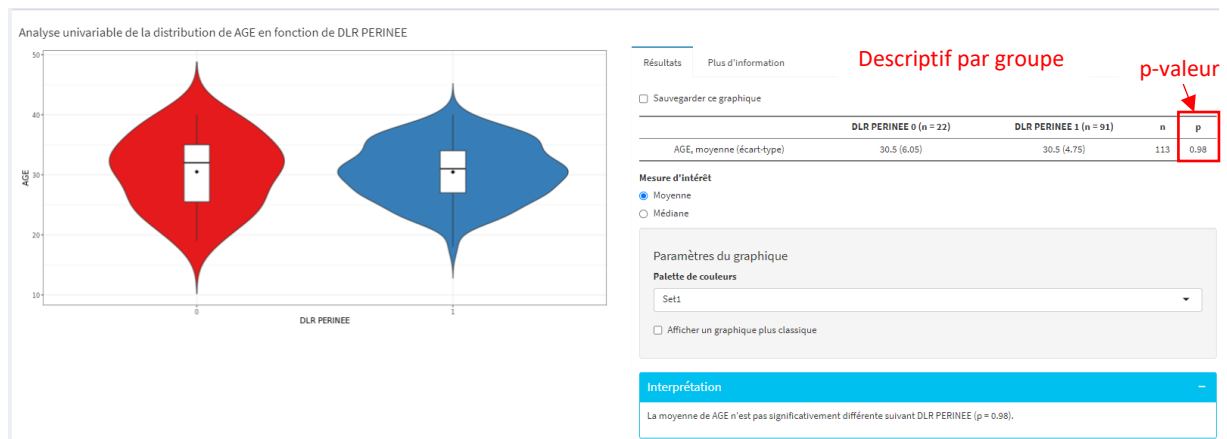 Analyse univariable de la distribution de AGE en fonction de DLR PERINEE
50
40
30
20
10
AGE
0
1
DLR PERINEE
Résultats Plus d'information
Descriptif par groupe
p-valeur
Sauvegarder ce graphique
DLR PERINEE 0 (n = 22) DLR PERINEE 1 (n = 91) n p
AGE, moyenne (écart-type) 30.5 (6.05) 30.5 (4.75) 113 0.98
Mesure d'intérêt
Moyenne
Médiane
Paramètres du graphique
Palette de couleurs
Set1
Afficher un graphique plus classique
Interprétation
La moyenne de AGE n'est pas significativement différente suivant DLR PERINEE (p = 0.98).